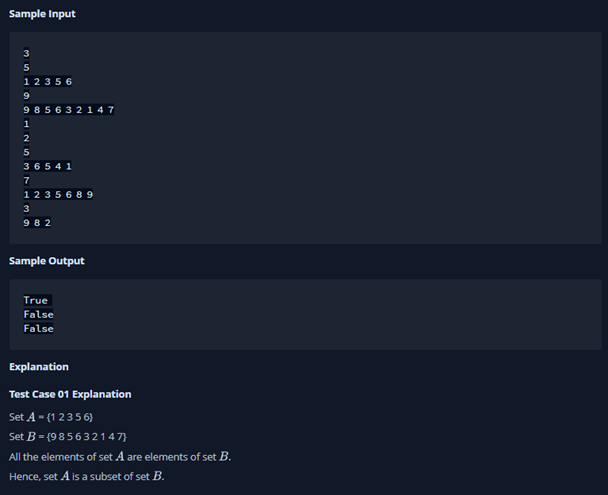 Sample Input
3
5
1 2 3 5 6
9
9 8 5 6 3 2 1 4 7
1
2
5
3 6 5 4 1
7
1 2 3 5 6 8 9
3
9 8 2
Sample Output
True
False
False
Explanation
Test Case 01 Explanation
Set A = {1 2 3 5 6}
Set B = {9 8 5 6 3 2 1 4 7}
All the elements of set A are elements of set B.
Hence, set A is a subset of set B.